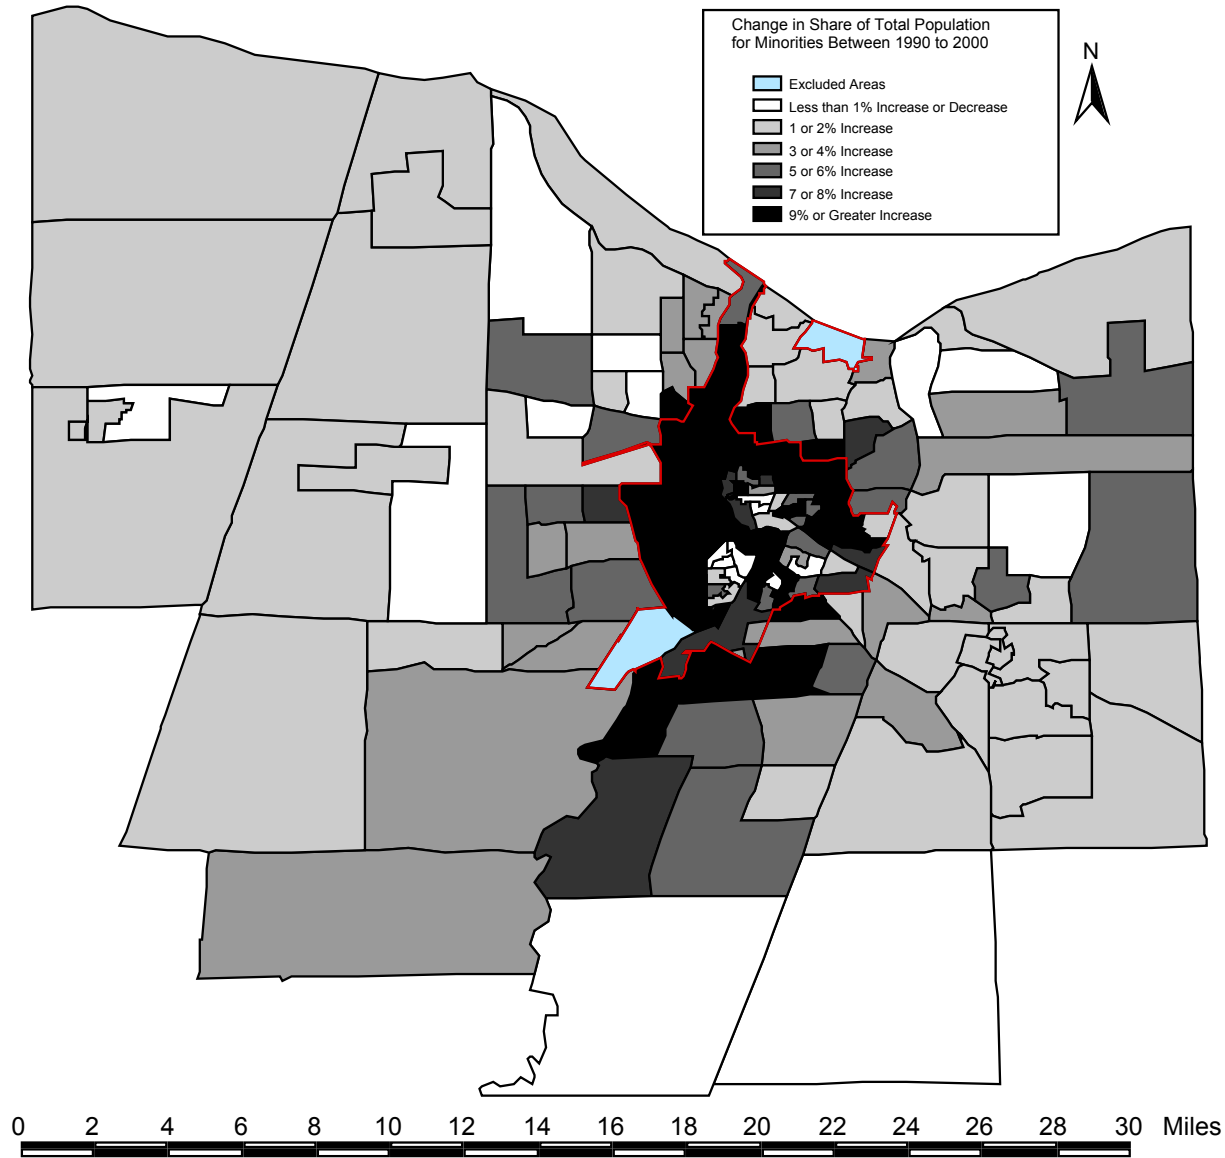 Change in Share of Total Population
for Minorities Between 1990 to 2000
N
Excluded Areas
Less than 1% Increase or Decrease
1 or 2% Increase
3 or 4% Increase
5 or 6% Increase
7 or 8% Increase
9% or Greater Increase
0 2 4 6 8 10 12 14 16 18 20 22 24 26 28 30 Miles